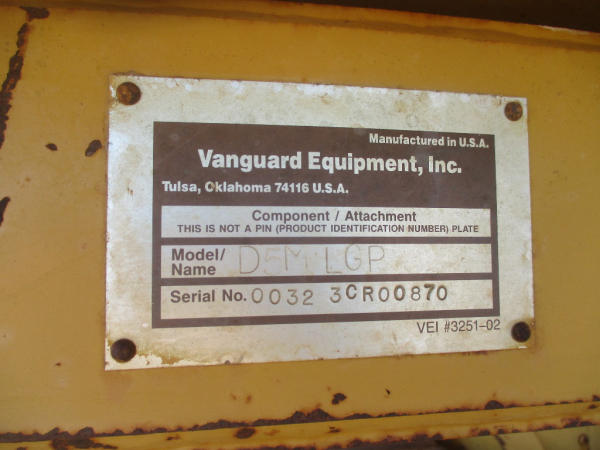 Manufactured in U.S.A.
Vanguard Equipment, Inc.
Tulsa, Oklahoma 74116 U.S.A.
Component / Attachment
THIS IS NOT A PIN (PRODUCT IDENTIFICATION NUMBER) PLATE
Model/
Name D5M LGP
Serial No. 0032 3CR00870
VEI #3251-02